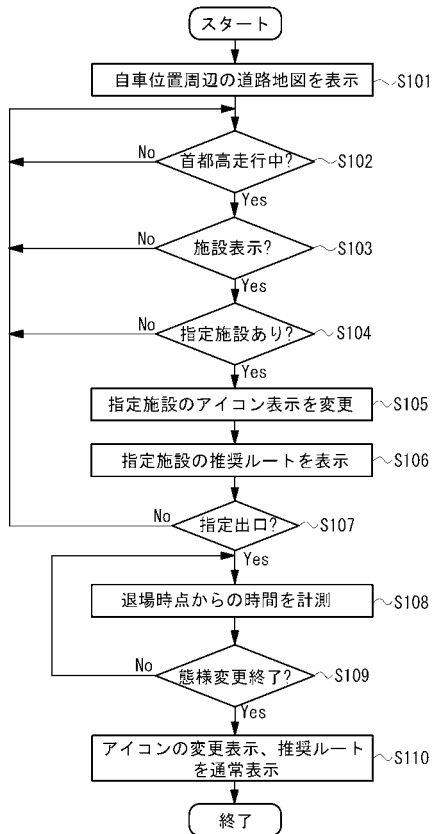 スタート
自車位置周辺の道路地図を表示
S101
No
首都高走行中?
S102
Yes
No
施設表示?
S103
Yes
No
指定施設あり?
S104
Yes
指定施設のアイコン表示を変更
S105
指定施設の推奨ルートを表示
S106
No
指定出口?
S107
Yes
退場時点からの時間を計測
S108
No
態様変更終了?
S109
Yes
アイコンの変更表示、推奨ルート
を通常表示
S110
終了